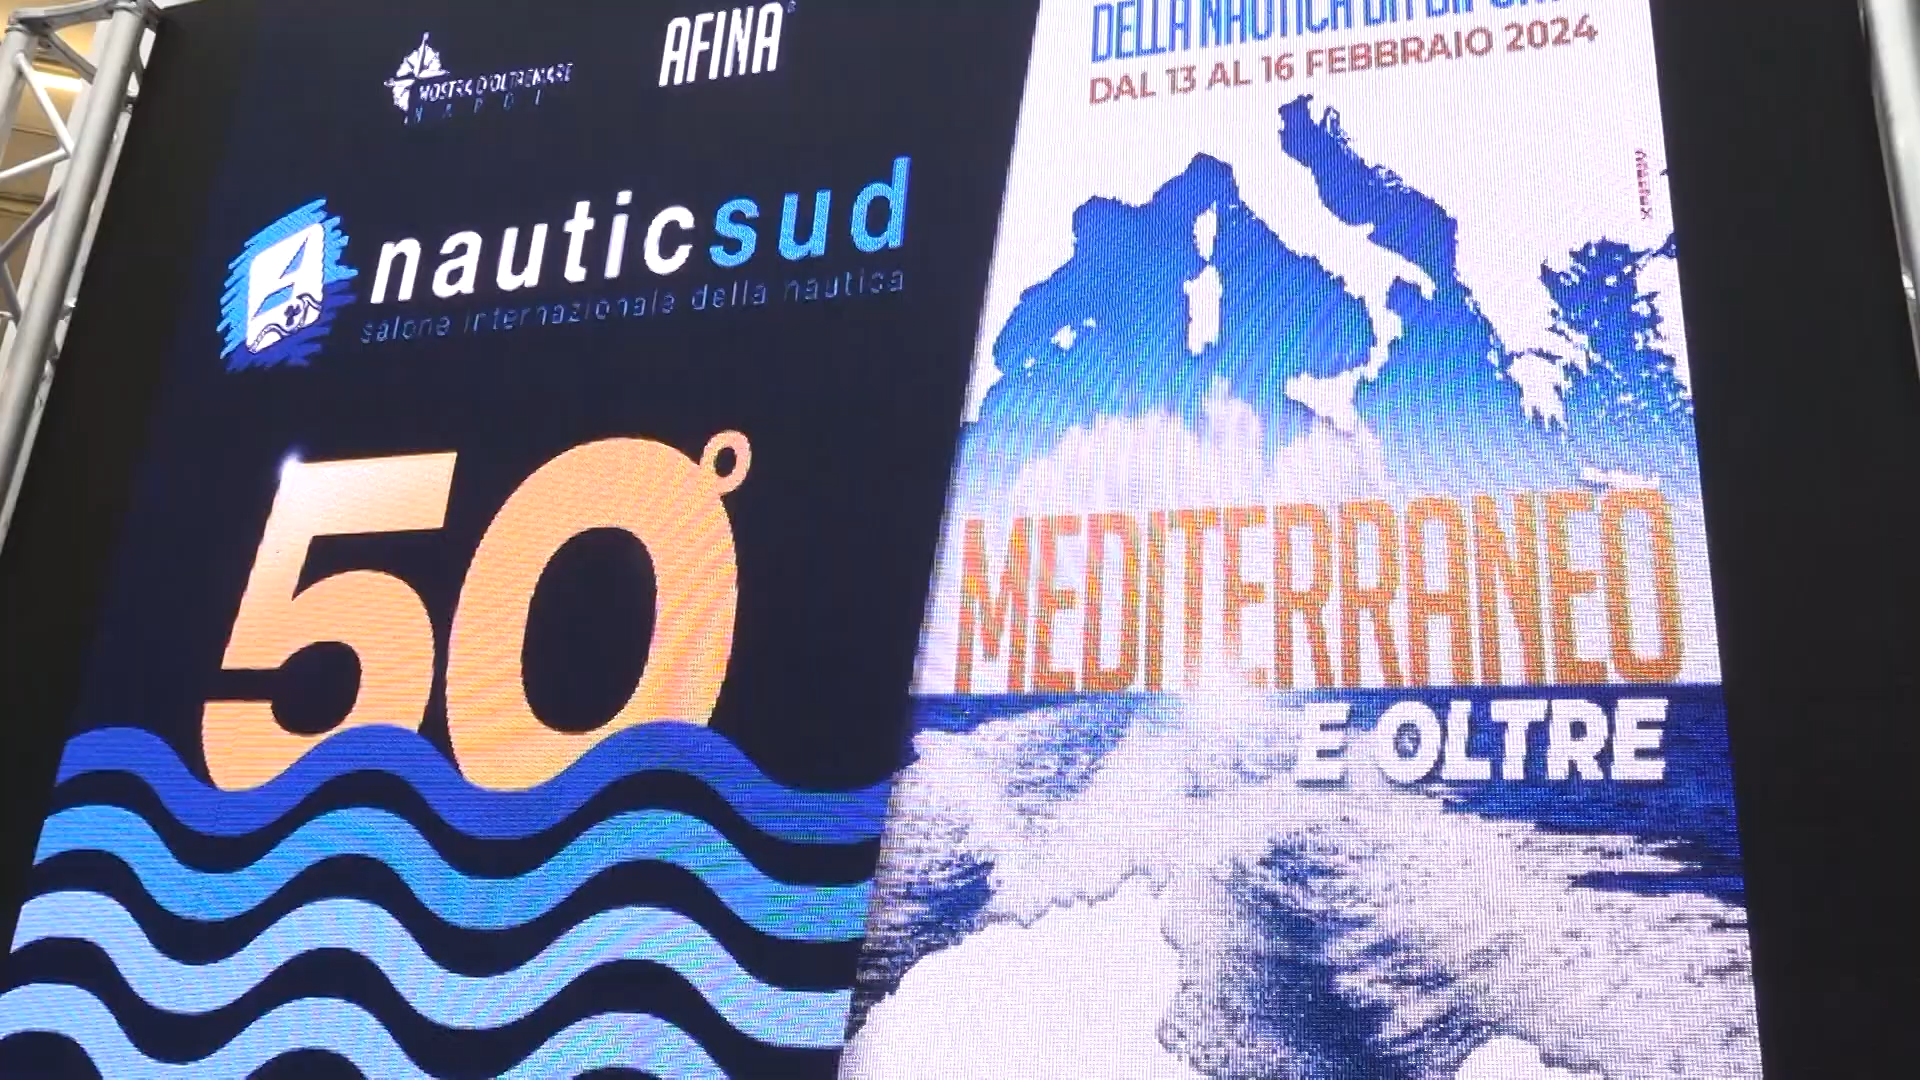 MOSTRA D'OLTREMARE
NAPOLI
AFINA
nauticsud
salone internazionale della nautica
50°
DELLA NAUTICA DA DIPORTO
DAL 13 AL 16 FEBBRAIO 2024
MEDITERRANEO
E OLTRE